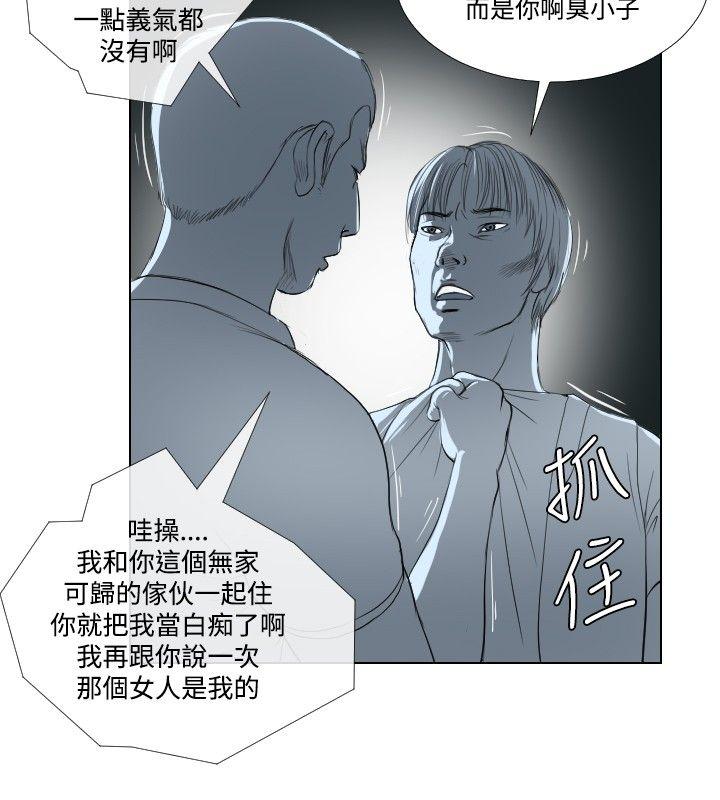 一點義氣都
沒有啊
而是你啊臭小子
哇操....
我和你這個無家
可歸的傢伙一起住
你就把我當白痴了啊
我再跟你說一次
那個女人是我的
抓
住